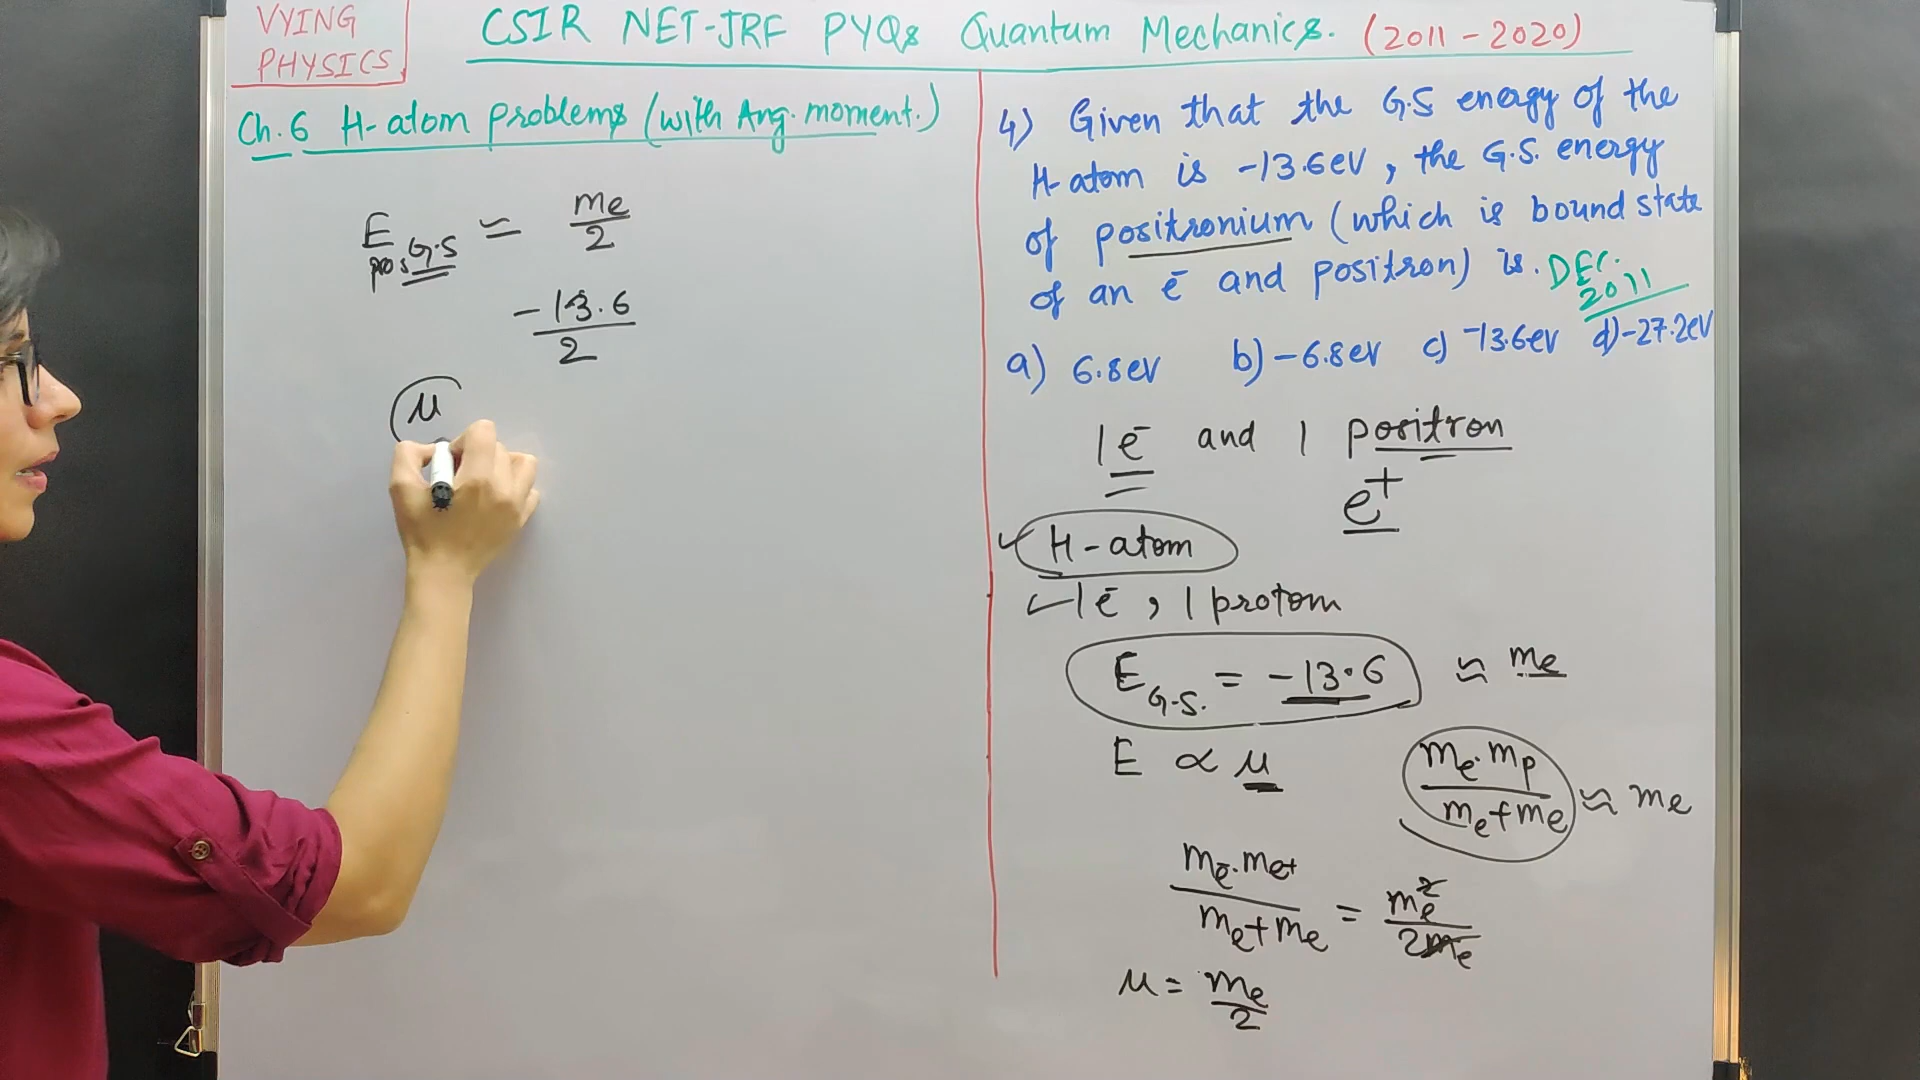 VYING
PHYSICS
CSIR NET-JRF PYQs Quantum Mechanics. (2011-2020)
Ch.6 H-atom problems (with Ang. moment.)
E pos G.S ≃ me/2
-13.6/2
μ
4) Given that the G.S energy of the
H-atom is -13.6eV, the G.S. energy
of positronium (which is bound state
of an e⁻ and positron) is. DEC.
2011
a) 6.8eV b) -6.8eV c) -13.6eV d) -27.2eV
1e⁻ and 1 positron
e⁺
H-atom
1e⁻, 1 protom
E G.S. = -13.6 ≈ me
E ∝ μ
me.mp/me+me ≈ me
me⁻.me⁺/me+me = me²/2me
μ = me/2